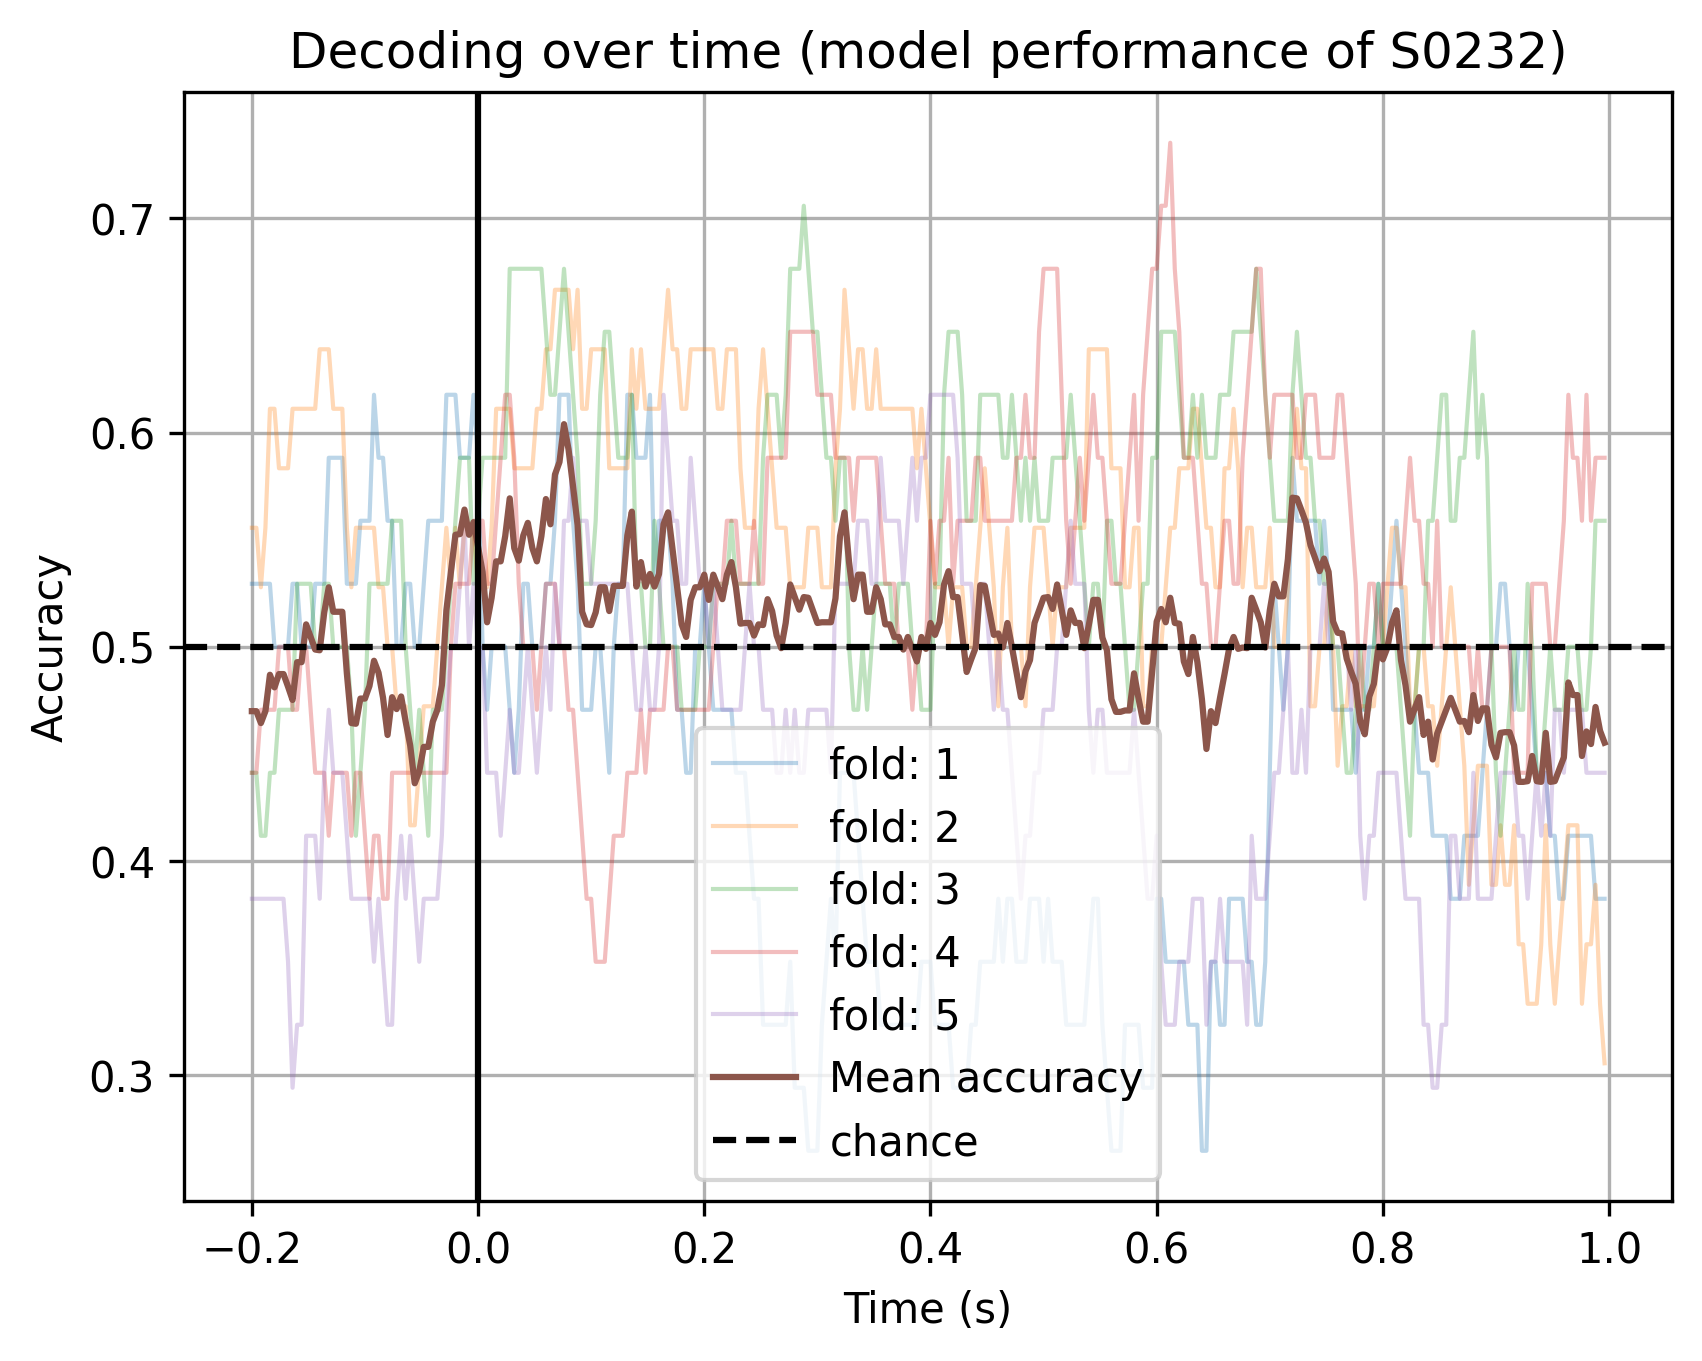 Decoding over time (model performance of S0232)
Accuracy
0.7
0.6
0.5
0.4
0.3
fold: 1
fold: 2
fold: 3
fold: 4
fold: 5
Mean accuracy
chance
−0.2 0.0 0.2 0.4 0.6 0.8 1.0
Time (s)